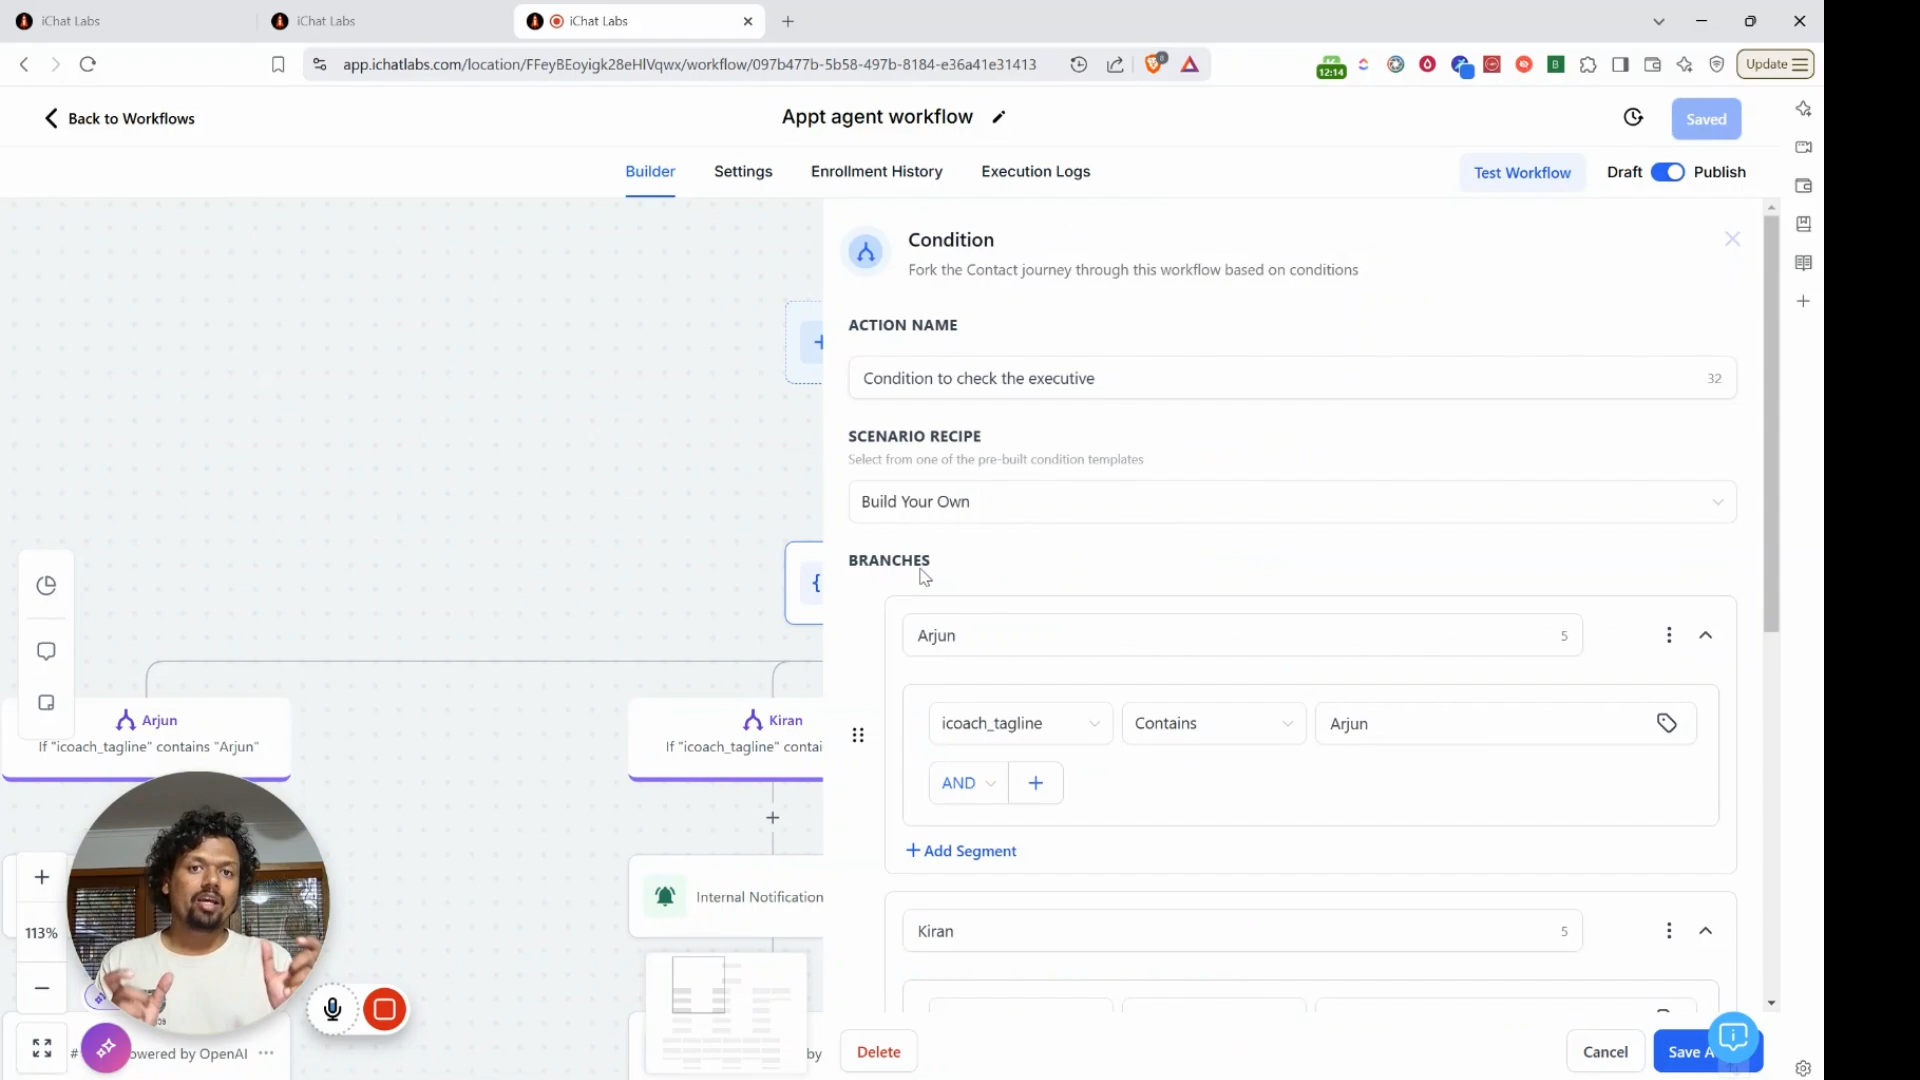 iChat Labs
iChat Labs
iChat Labs
app.ichatlabs.com/location/FFeyBEoyigk28eHlVqwx/workflow/097b477b-5b58-497b-8184-e36a41e31413
8
12:14
B
Update
Back to Workflows
Appt agent workflow
Saved
Builder
Settings
Enrollment History
Execution Logs
Test Workflow
Draft
Publish
Condition
Fork the Contact journey through this workflow based on conditions
ACTION NAME
Condition to check the executive
32
SCENARIO RECIPE
Select from one of the pre-built condition templates
Build Your Own
BRANCHES
Arjun
5
icoach_tagline
Contains
Arjun
AND
+ Add Segment
Kiran
5
Arjun
If "icoach_tagline" contains "Arjun"
Kiran
If "icoach_tagline" contai
Internal Notification
113%
#
owered by OpenAI
by
Delete
Cancel
Save A